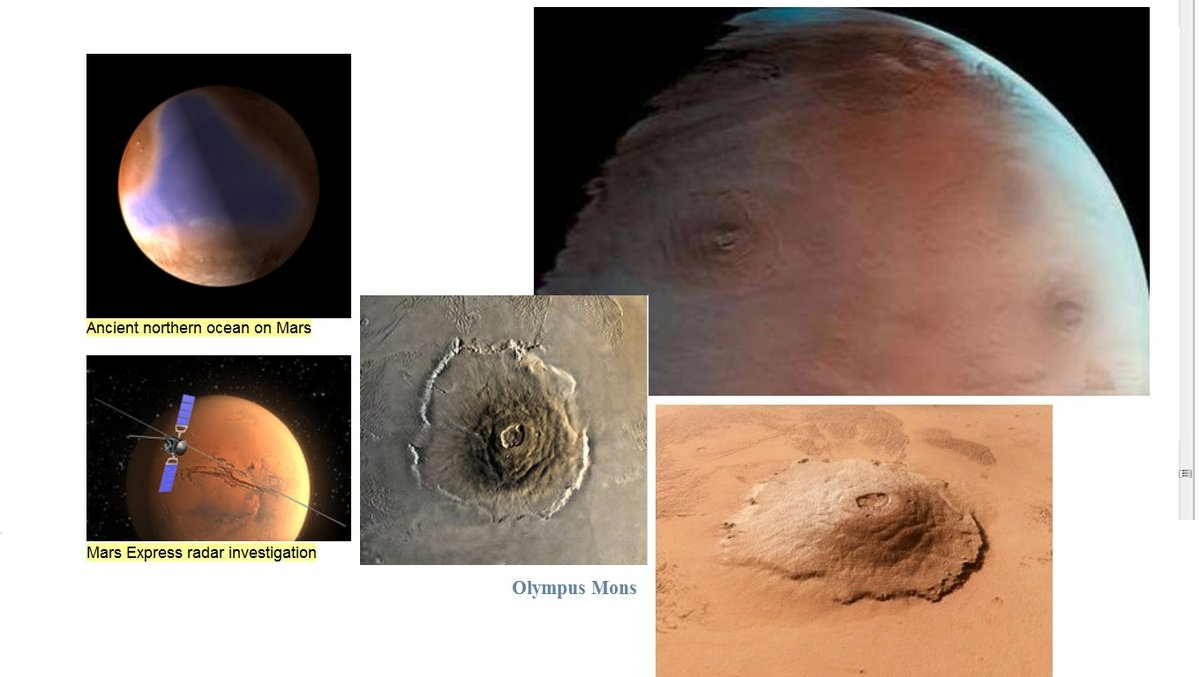 Ancient northern ocean on Mars
Mars Express radar investigation
Olympus Mons